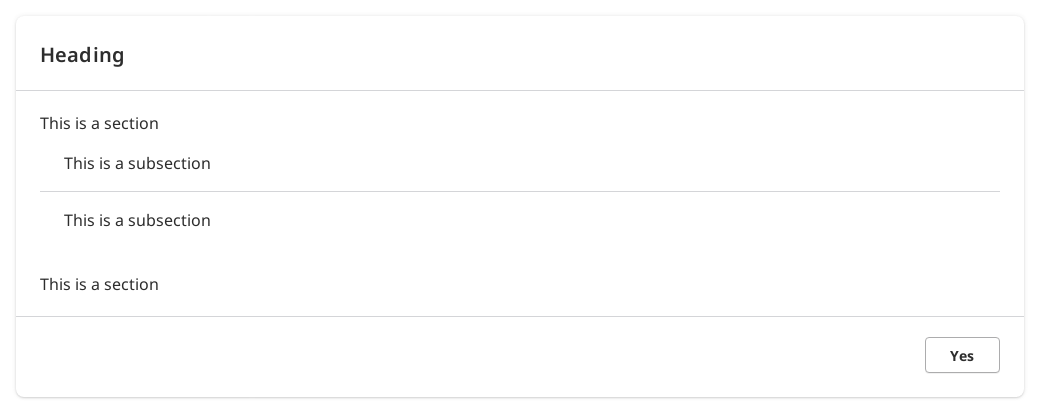 Heading
This is a section
This is a subsection
This is a subsection
This is a section
Yes